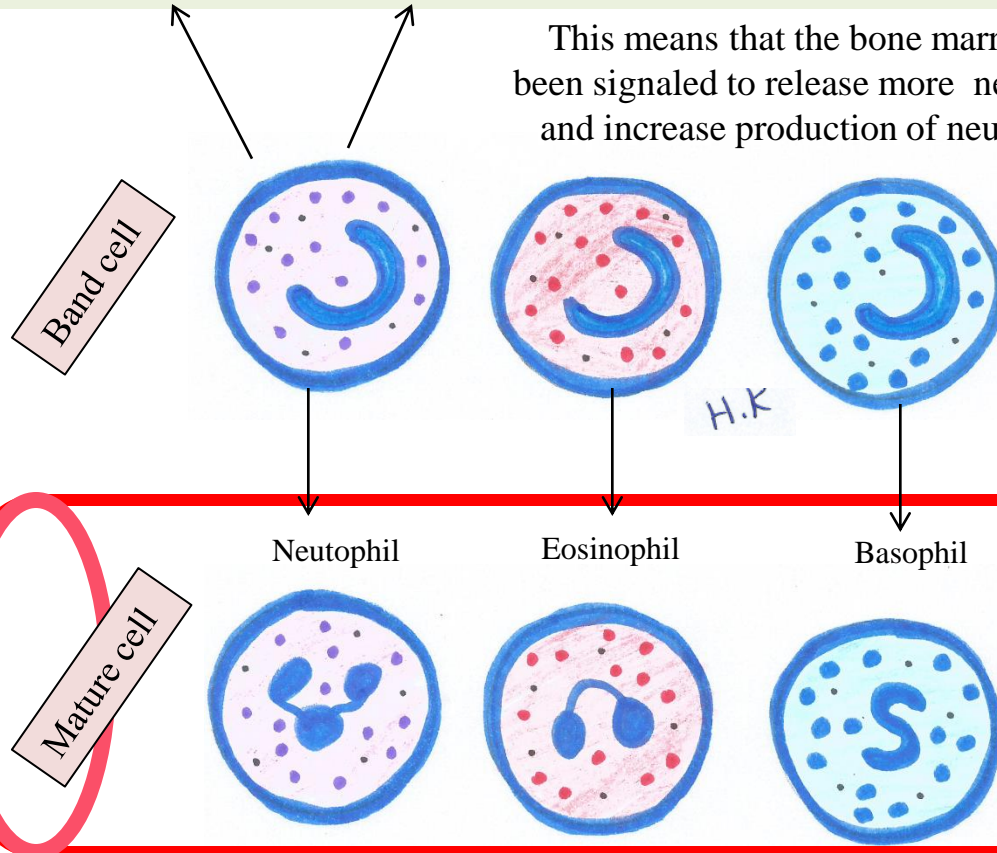 This means that the bone marr
been signaled to release more ne
and increase production of neu
Band cell
H.K
Neutophil
Eosinophil
Basophil
Mature cell